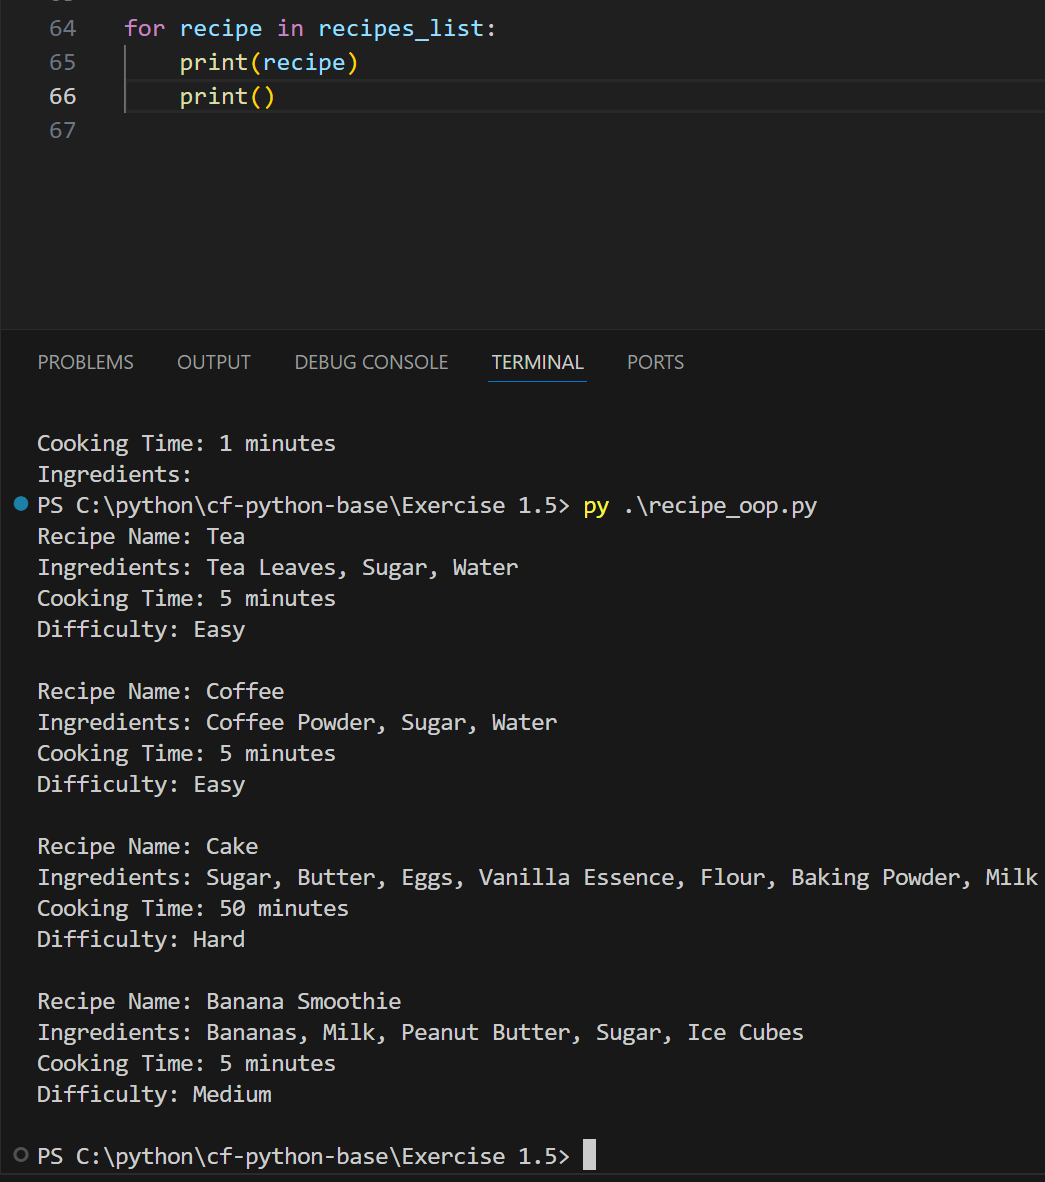 64 for recipe in recipes_list:
65 print(recipe)
66 print()
67
PROBLEMS OUTPUT DEBUG CONSOLE TERMINAL PORTS
Cooking Time: 1 minutes
Ingredients:
PS C:\python\cf-python-base\Exercise 1.5> py .\recipe_oop.py
Recipe Name: Tea
Ingredients: Tea Leaves, Sugar, Water
Cooking Time: 5 minutes
Difficulty: Easy
Recipe Name: Coffee
Ingredients: Coffee Powder, Sugar, Water
Cooking Time: 5 minutes
Difficulty: Easy
Recipe Name: Cake
Ingredients: Sugar, Butter, Eggs, Vanilla Essence, Flour, Baking Powder, Milk
Cooking Time: 50 minutes
Difficulty: Hard
Recipe Name: Banana Smoothie
Ingredients: Bananas, Milk, Peanut Butter, Sugar, Ice Cubes
Cooking Time: 5 minutes
Difficulty: Medium
PS C:\python\cf-python-base\Exercise 1.5>